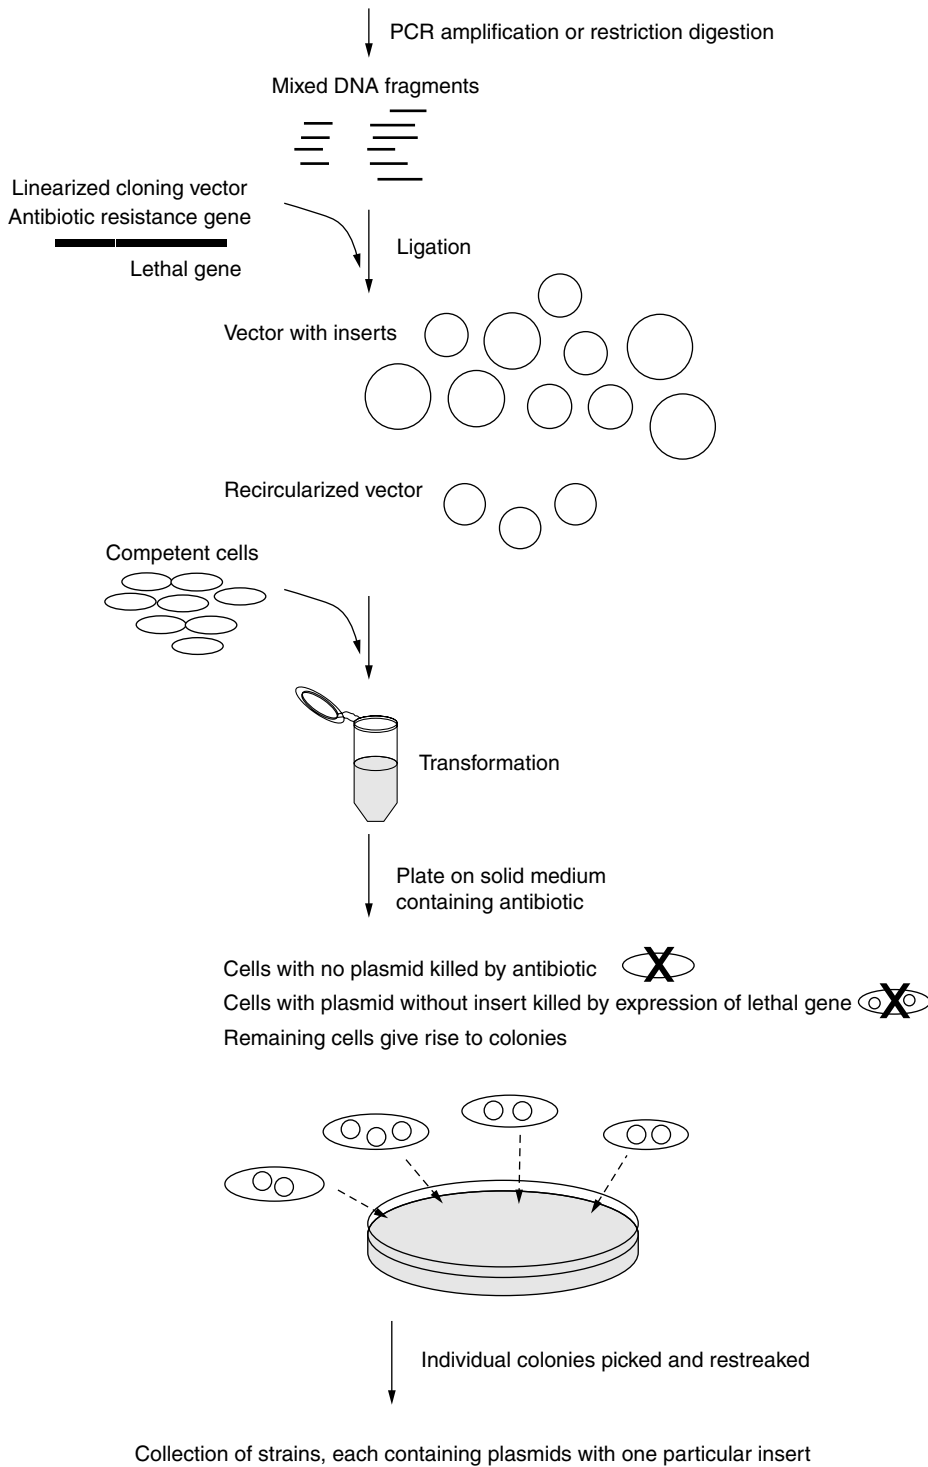 PCR amplification or restriction digestion
Mixed DNA fragments
Linearized cloning vector
Antibiotic resistance gene
Lethal gene
Ligation
Vector with inserts
Recircularized vector
Competent cells
Transformation
Plate on solid medium
containing antibiotic
Cells with no plasmid killed by antibiotic
Cells with plasmid without insert killed by expression of lethal gene
Remaining cells give rise to colonies
Individual colonies picked and restreaked
Collection of strains, each containing plasmids with one particular insert